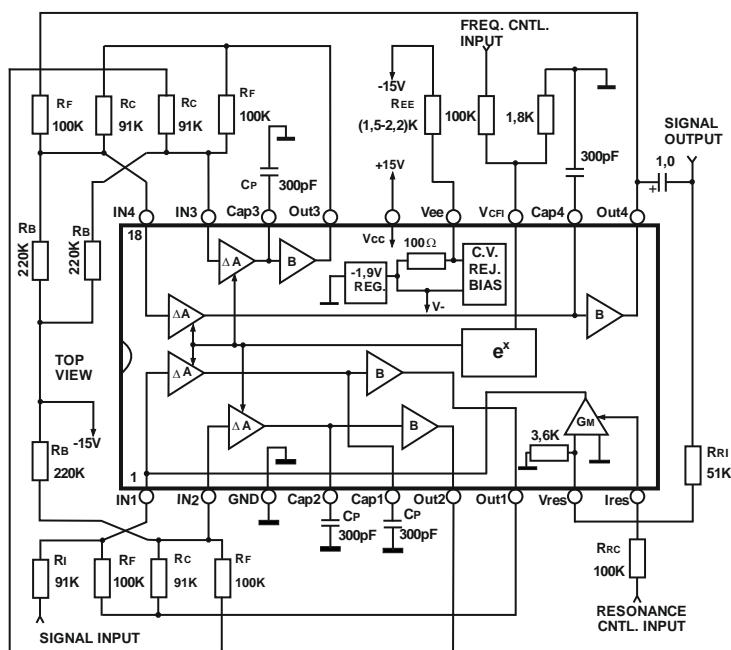 FREQ. CNTL.
INPUT
-15V
RF
100K
RC
91K
RC
91K
RF
100K
REE
(1,5-2,2)K
100K
1,8K
SIGNAL
OUTPUT
1,0
+
CP
300pF
+15V
300pF
IN4
IN3
Cap3
Out3
Vee
VCFI
Cap4
Out4
18
RB
220K
RB
220K
Vcc
100Ω
-1,9V
REG.
C.V.
REJ.
BIAS
V-
ΔA
B
ΔA
B
ΔA
B
ΔA
B
e^x
TOP
VIEW
-15V
RB
220K
GM
3,6K
RRI
51K
1
IN1
IN2
GND
Cap2
Cap1
Out2
Out1
Vres
Ires
CP
300pF
CP
300pF
RI
91K
RF
100K
RC
91K
RF
100K
RRC
100K
SIGNAL INPUT
RESONANCE
CNTL. INPUT